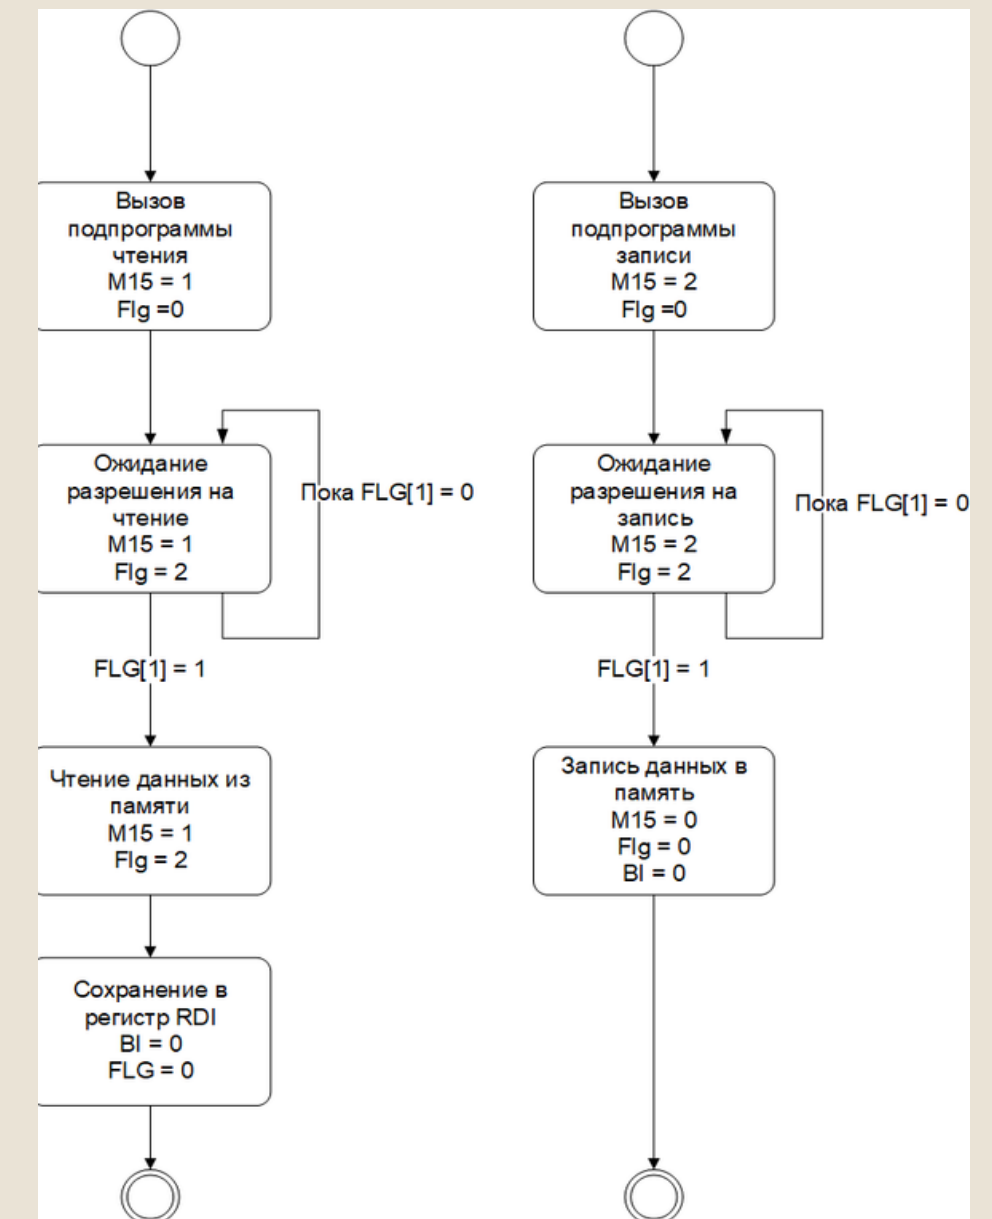 Вызов
подпрограммы
чтения
M15 = 1
Flg =0
Ожидание
разрешения на
чтение
M15 = 1
Flg = 2
Пока FLG[1] = 0
FLG[1] = 1
Чтение данных из
памяти
M15 = 1
Flg = 2
Сохранение в
регистр RDI
BI = 0
FLG = 0
Вызов
подпрограммы
записи
M15 = 2
Flg =0
Ожидание
разрешения на
запись
M15 = 2
Flg = 2
Пока FLG[1] = 0
FLG[1] = 1
Запись данных в
память
M15 = 0
Flg = 0
BI = 0